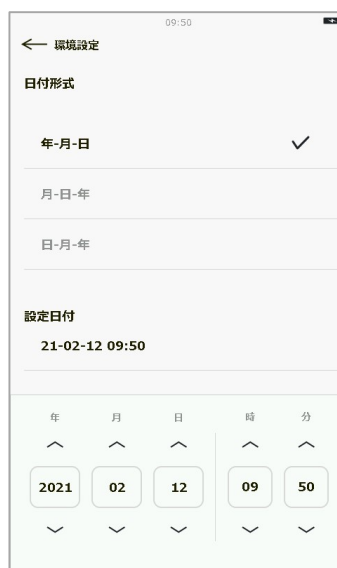 09:50
環境設定
日付形式
年-月-日
月-日-年
日-月-年
設定日付
21-02-12 09:50
年 月 日 時 分
2021 02 12 09 50